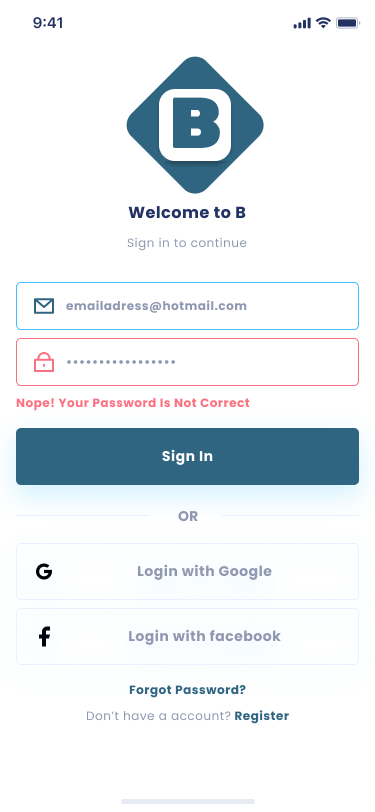 9:41
B
Welcome to B
Sign in to continue
emailadress@hotmail.com
•••••••••••••••••
Nope! Your Password Is Not Correct
Sign In
OR
G Login with Google
f Login with facebook
Forgot Password?
Don't have a account? Register